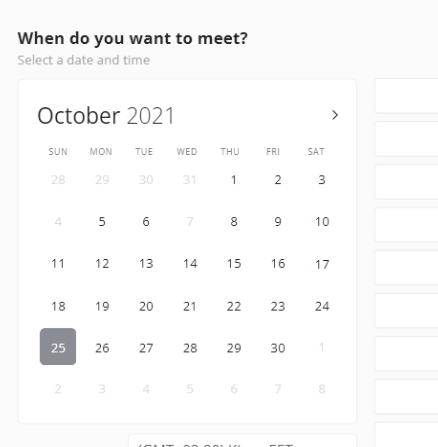 When do you want to meet?
Select a date and time
October 2021
SUN MON TUE WED THU FRI SAT
28 29 30 31 1 2 3
4 5 6 7 8 9 10
11 12 13 14 15 16 17
18 19 20 21 22 23 24
25 26 27 28 29 30 1
2 3 4 5 6 7 8